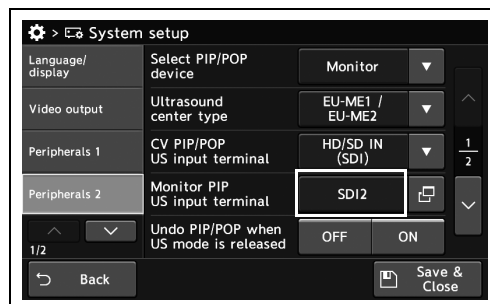 > System setup
Language/
display
Video output
Peripherals 1
Peripherals 2
1/2
Select PIP/POP
device
Monitor
Ultrasound
center type
EU-ME1 /
EU-ME2
CV PIP/POP
US input terminal
HD/SD IN
(SDI)
Monitor PIP
US input terminal
SDI2
Undo PIP/POP when
US mode is released
OFF
ON
1
2
Back
Save &
Close